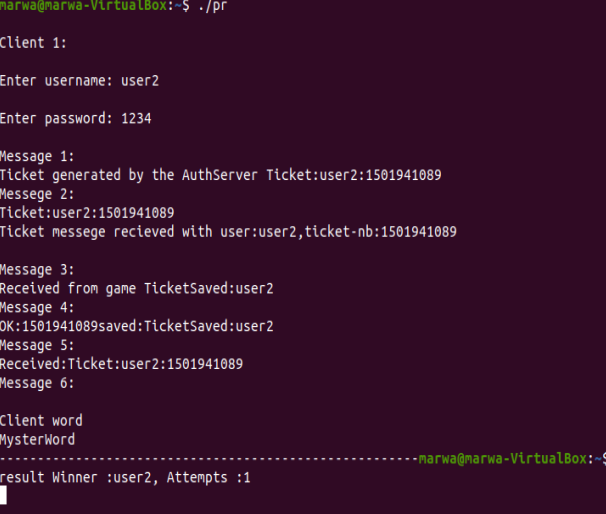 marwa@marwa-VirtualBox:~$ ./pr
Client 1:
Enter username: user2
Enter password: 1234
Message 1:
Ticket generated by the AuthServer Ticket:user2:1501941089
Messege 2:
Ticket:user2:1501941089
Ticket messege recieved with user:user2,ticket-nb:1501941089
Message 3:
Received from game TicketSaved:user2
Message 4:
OK:1501941089saved:TicketSaved:user2
Message 5:
Received:Ticket:user2:1501941089
Message 6:
Client word
MysterWord
------------------------------------------------------marwa@marwa-VirtualBox:~$
result Winner :user2, Attempts :1